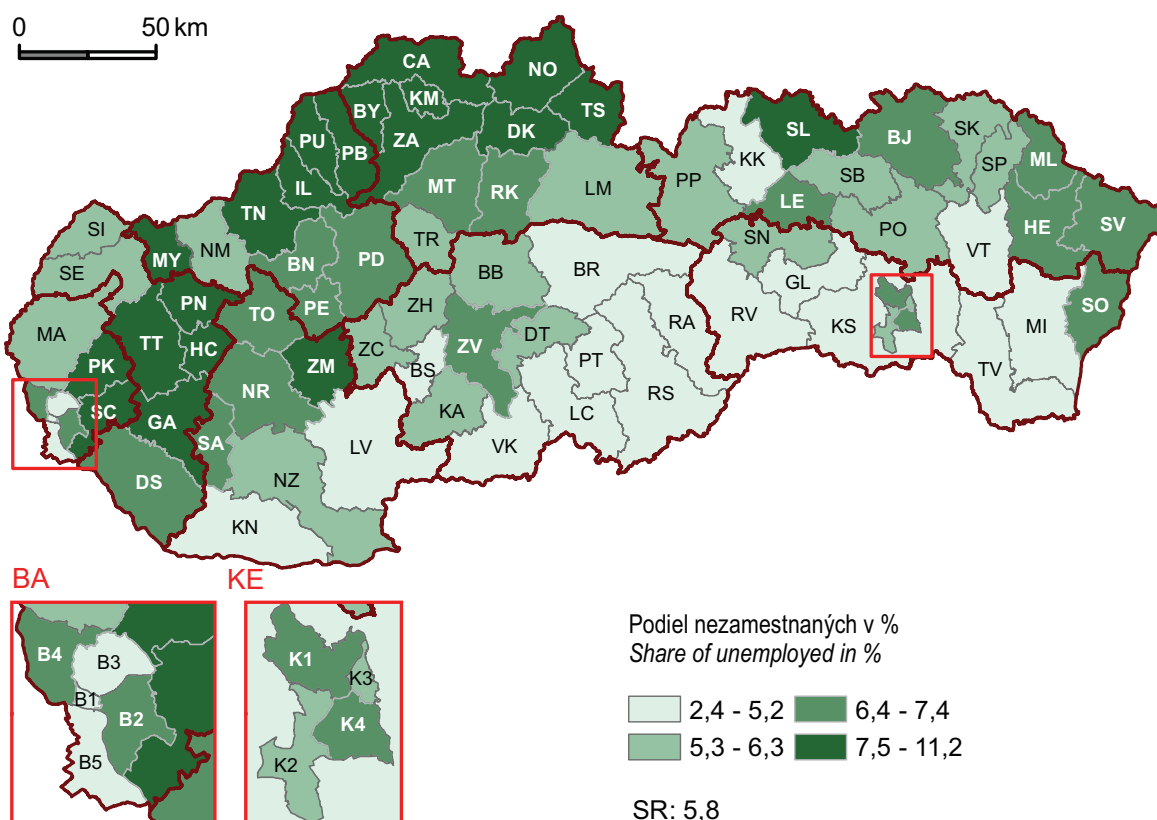 0 50 km
CA
NO
BY
KM
TS
PU
PB
ZA
DK
SL
BJ
SK
KK
SP
ML
IL
MT
RK
LM
PP
SB
LE
TN
SI
NM
TR
PO
HE
SV
MY
BN
PD
SN
VT
SE
BB
BR
GL
PN
PE
ZH
SO
TO
RA
RV
KS
MI
MA
TT
HC
ZV
DT
ZC
PT
PK
ZM
BS
TV
NR
RS
SC
GA
KA
LC
SA
LV
VK
DS
NZ
KN
BA
KE
B4
B3
B1
B2
B5
K1
K3
K4
K2
Podiel nezamestnaných v %
Share of unemployed in %
2,4 - 5,2 6,4 - 7,4
5,3 - 6,3 7,5 - 11,2
SR: 5,8